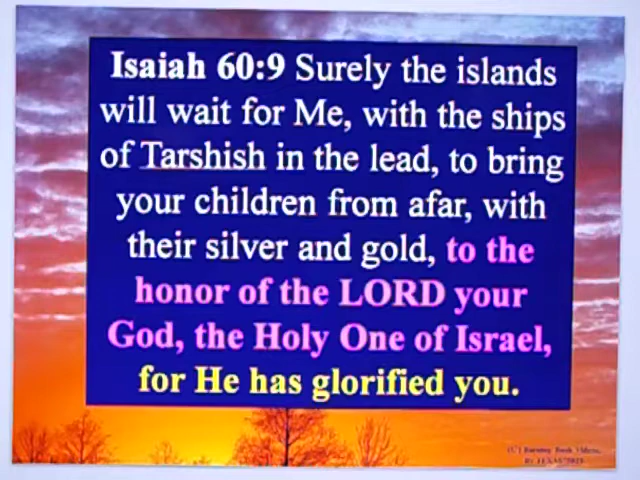 Isaiah 60:9 Surely the islands
will wait for Me, with the ships
of Tarshish in the lead, to bring
your children from afar, with
their silver and gold, to the
honor of the LORD your
God, the Holy One of Israel,
for He has glorified you.